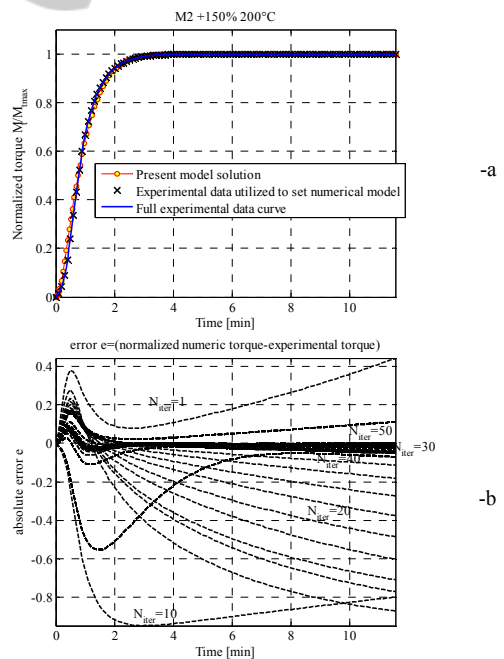 M2 +150% 200°C
Normalized torque M/M_tmax
1
0.8
0.6
0.4
0.2
0
Present model solution
Experimental data utilized to set numerical model
Full experimental data curve
0 2 4 6 8 10
Time [min]
-a
error e=(normalized numeric torque-experimental torque)
absolute error e
0.4
0.2
0
-0.2
-0.4
-0.6
-0.8
N_iter=1
N_iter=50
N_iter=30
N_iter=40
N_iter=20
N_iter=10
0 2 4 6 8 10
Time [min]
-b